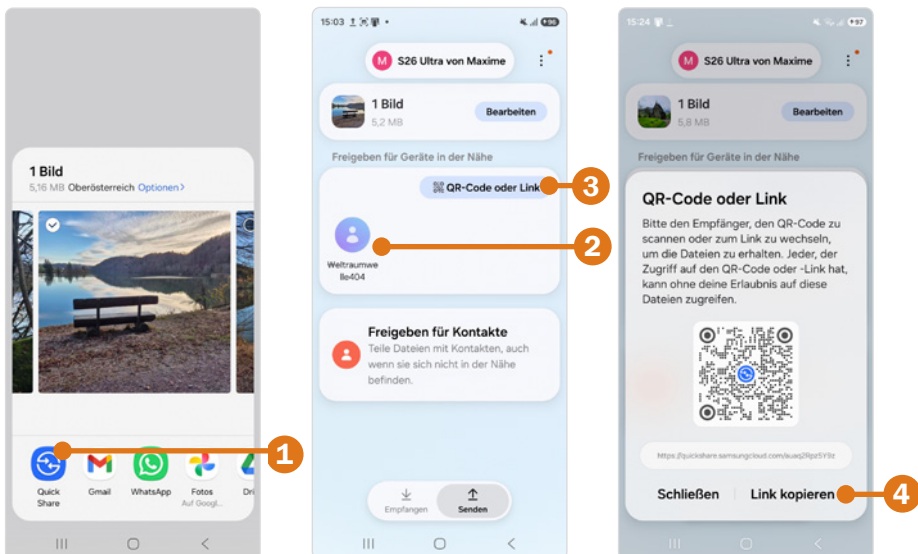 1 Bild
5,16 MB Oberösterreich Optionen >
Quick
Share
Gmail
WhatsApp
Fotos
Auf Googl...
Dri
1
15:03
96
M S26 Ultra von Maxime
1 Bild
5,2 MB
Bearbeiten
Freigeben für Geräte in der Nähe
QR-Code oder Link
3
2
Weltraumwe
lle404
Freigeben für Kontakte
Teile Dateien mit Kontakten, auch
wenn sie sich nicht in der Nähe
befinden.
Empfangen
Senden
15:24
97
M S26 Ultra von Maxime
1 Bild
5,8 MB
Bearbeiten
Freigeben für Geräte in der Nähe
QR-Code oder Link
Bitte den Empfänger, den QR-Code zu
scannen oder zum Link zu wechseln,
um die Dateien zu erhalten. Jeder, der
Zugriff auf den QR-Code oder -Link hat,
kann ohne deine Erlaubnis auf diese
Dateien zugreifen.
Schließen
Link kopieren
4